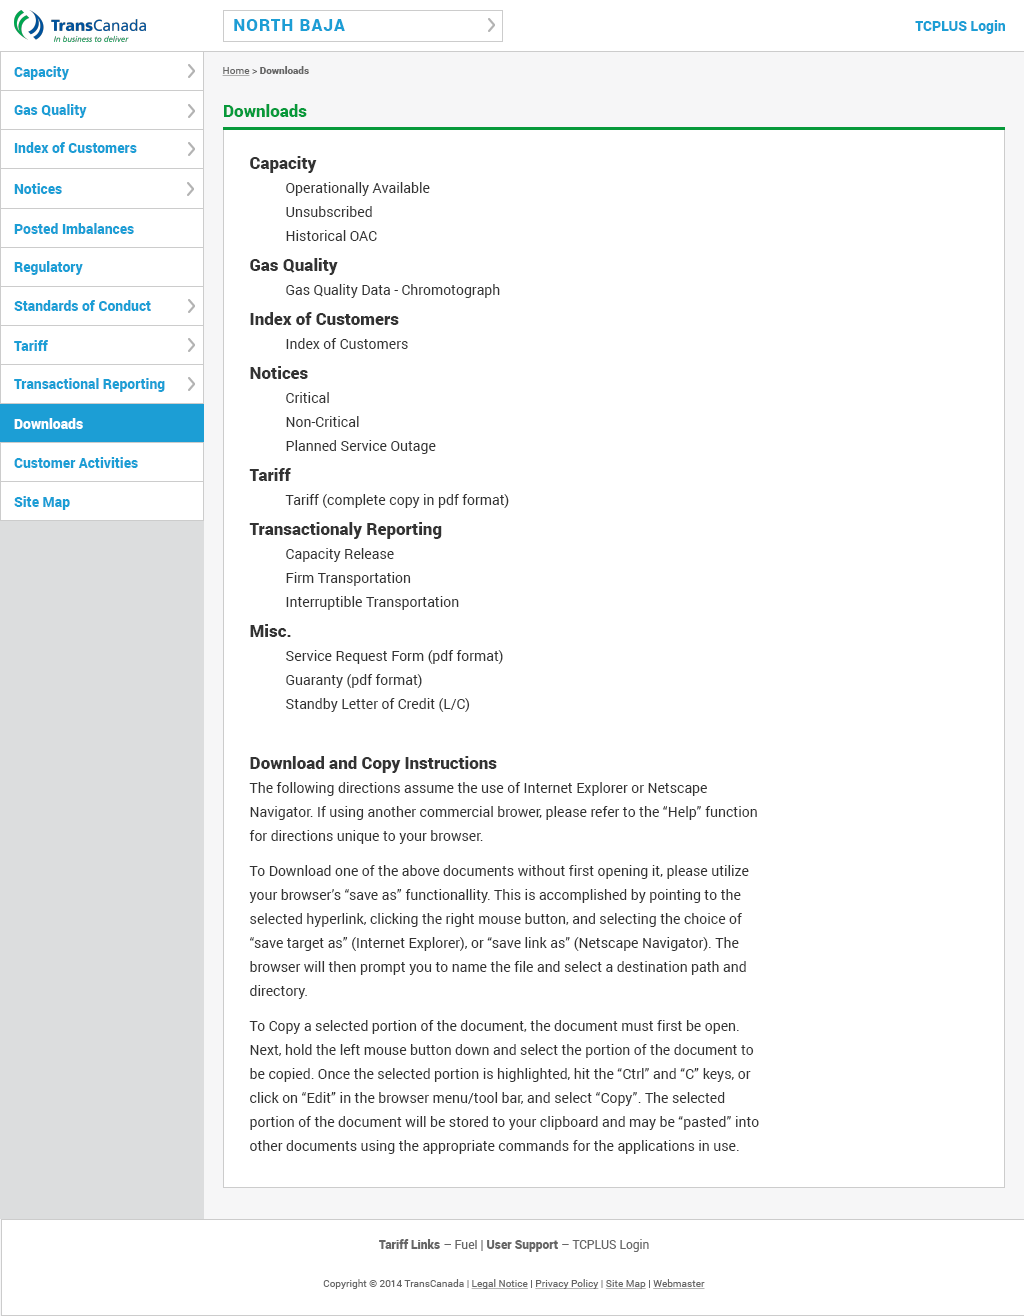 TransCanada
In business to deliver
NORTH BAJA
TCPLUS Login
Capacity
Gas Quality
Index of Customers
Notices
Posted Imbalances
Regulatory
Standards of Conduct
Tariff
Transactional Reporting
Downloads
Customer Activities
Site Map
Home > Downloads
Downloads
Capacity
Operationally Available
Unsubscribed
Historical OAC
Gas Quality
Gas Quality Data - Chromotograph
Index of Customers
Index of Customers
Notices
Critical
Non-Critical
Planned Service Outage
Tariff
Tariff (complete copy in pdf format)
Transactionaly Reporting
Capacity Release
Firm Transportation
Interruptible Transportation
Misc.
Service Request Form (pdf format)
Guaranty (pdf format)
Standby Letter of Credit (L/C)
Download and Copy Instructions
The following directions assume the use of Internet Explorer or Netscape
Navigator. If using another commercial brower, please refer to the “Help” function
for directions unique to your browser.
To Download one of the above documents without first opening it, please utilize
your browser’s “save as” functionallity. This is accomplished by pointing to the
selected hyperlink, clicking the right mouse button, and selecting the choice of
“save target as” (Internet Explorer), or “save link as” (Netscape Navigator). The
browser will then prompt you to name the file and select a destination path and
directory.
To Copy a selected portion of the document, the document must first be open.
Next, hold the left mouse button down and select the portion of the document to
be copied. Once the selected portion is highlighted, hit the “Ctrl” and “C” keys, or
click on “Edit” in the browser menu/tool bar, and select “Copy”. The selected
portion of the document will be stored to your clipboard and may be “pasted” into
other documents using the appropriate commands for the applications in use.
Tariff Links – Fuel | User Support – TCPLUS Login
Copyright © 2014 TransCanada | Legal Notice | Privacy Policy | Site Map | Webmaster